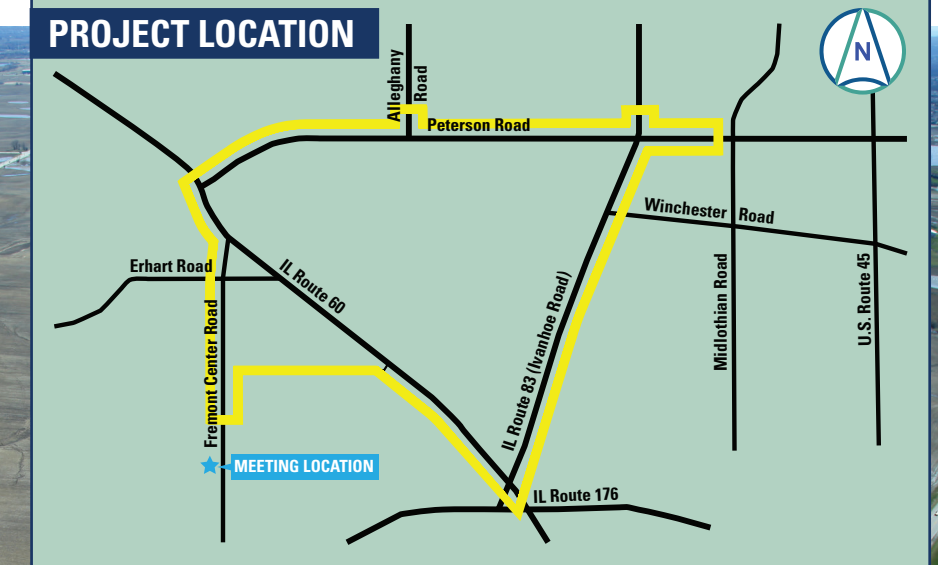 PROJECT LOCATION
N
Alleghany
Road
Peterson Road
Winchester Road
Erhart Road
IL Route 60
Fremont Center Road
IL Route 83 (Ivanhoe Road)
Midlothian Road
U.S. Route 45
MEETING LOCATION
IL Route 176